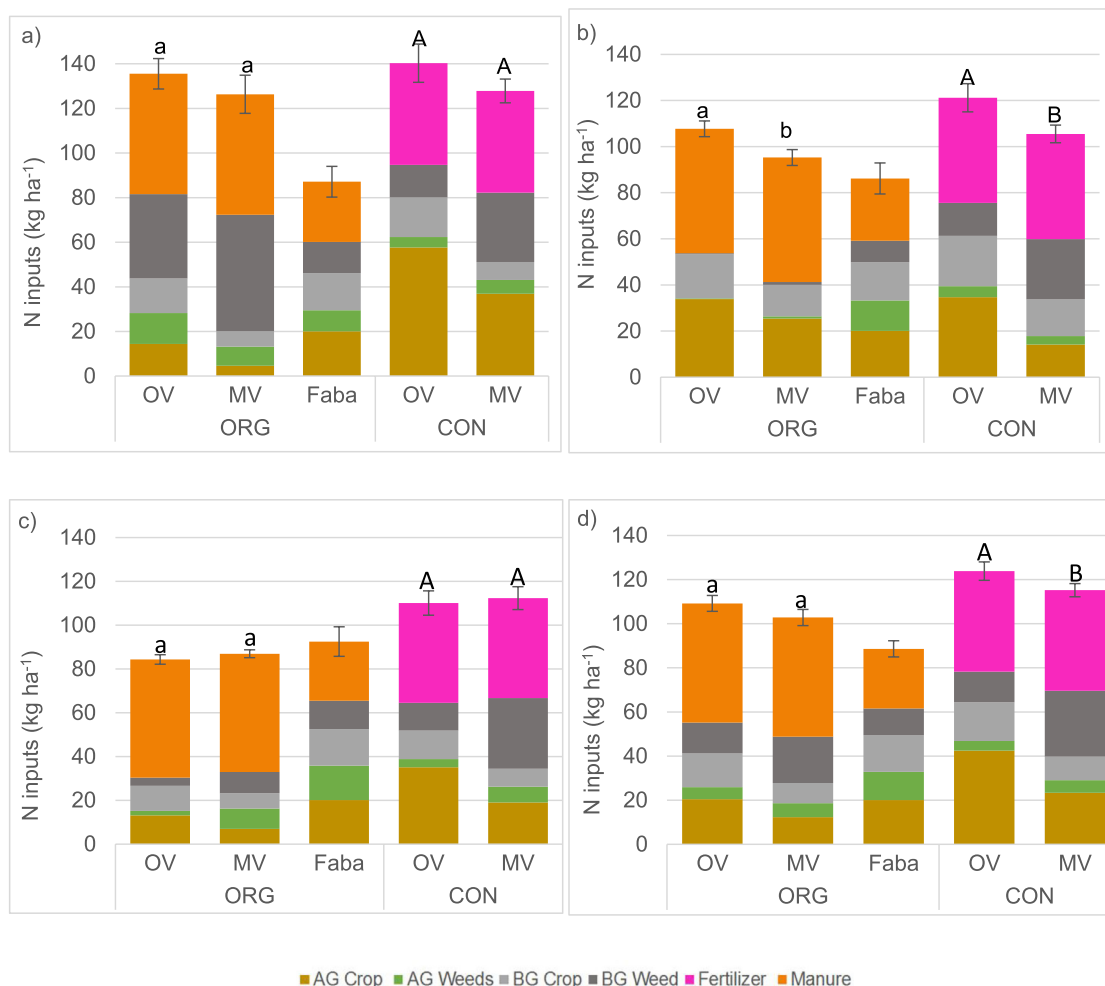 a)
N inputs (kg ha⁻¹)
140
120
100
80
60
40
20
0
a
a
A
A
OV MV Faba OV MV
ORG CON
b)
N inputs (kg ha⁻¹)
140
120
100
80
60
40
20
0
a
b
A
B
OV MV Faba OV MV
ORG CON
c)
N inputs (kg ha⁻¹)
140
120
100
80
60
40
20
0
a
a
A
A
OV MV Faba OV MV
ORG CON
d)
N inputs (kg ha⁻¹)
140
120
100
80
60
40
20
0
a
a
A
B
OV MV Faba OV MV
ORG CON
AG Crop AG Weeds BG Crop BG Weed Fertilizer Manure